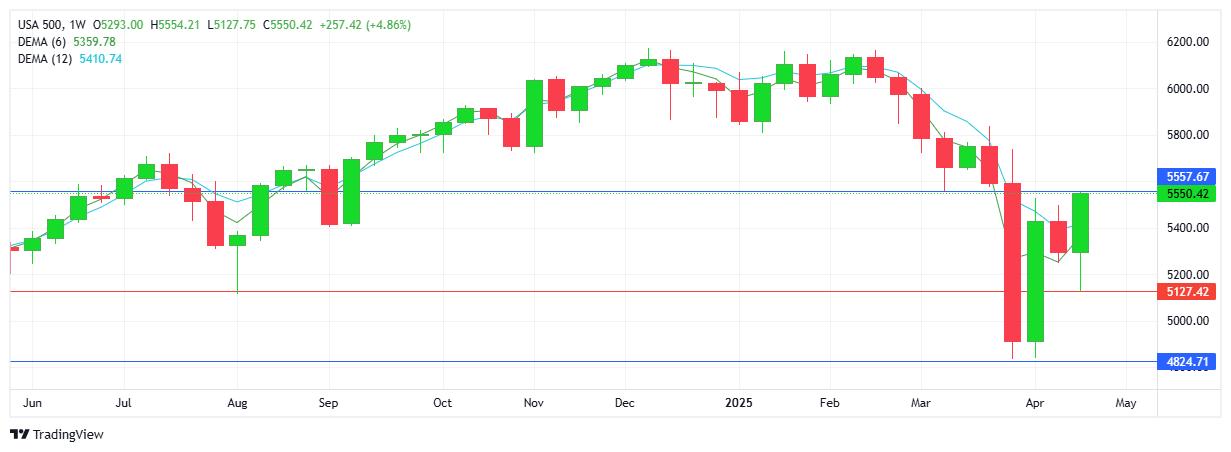 USA 500, 1W O5293.00 H5554.21 L5127.75 C5550.42 +257.42 (+4.86%)
DEMA (6) 5359.78
DEMA (12) 5410.74
6200.00
6000.00
5800.00
5557.67
5550.42
5400.00
5200.00
5127.42
5000.00
4824.71
Jun Jul Aug Sep Oct Nov Dec 2025 Feb Mar Apr May
TradingView